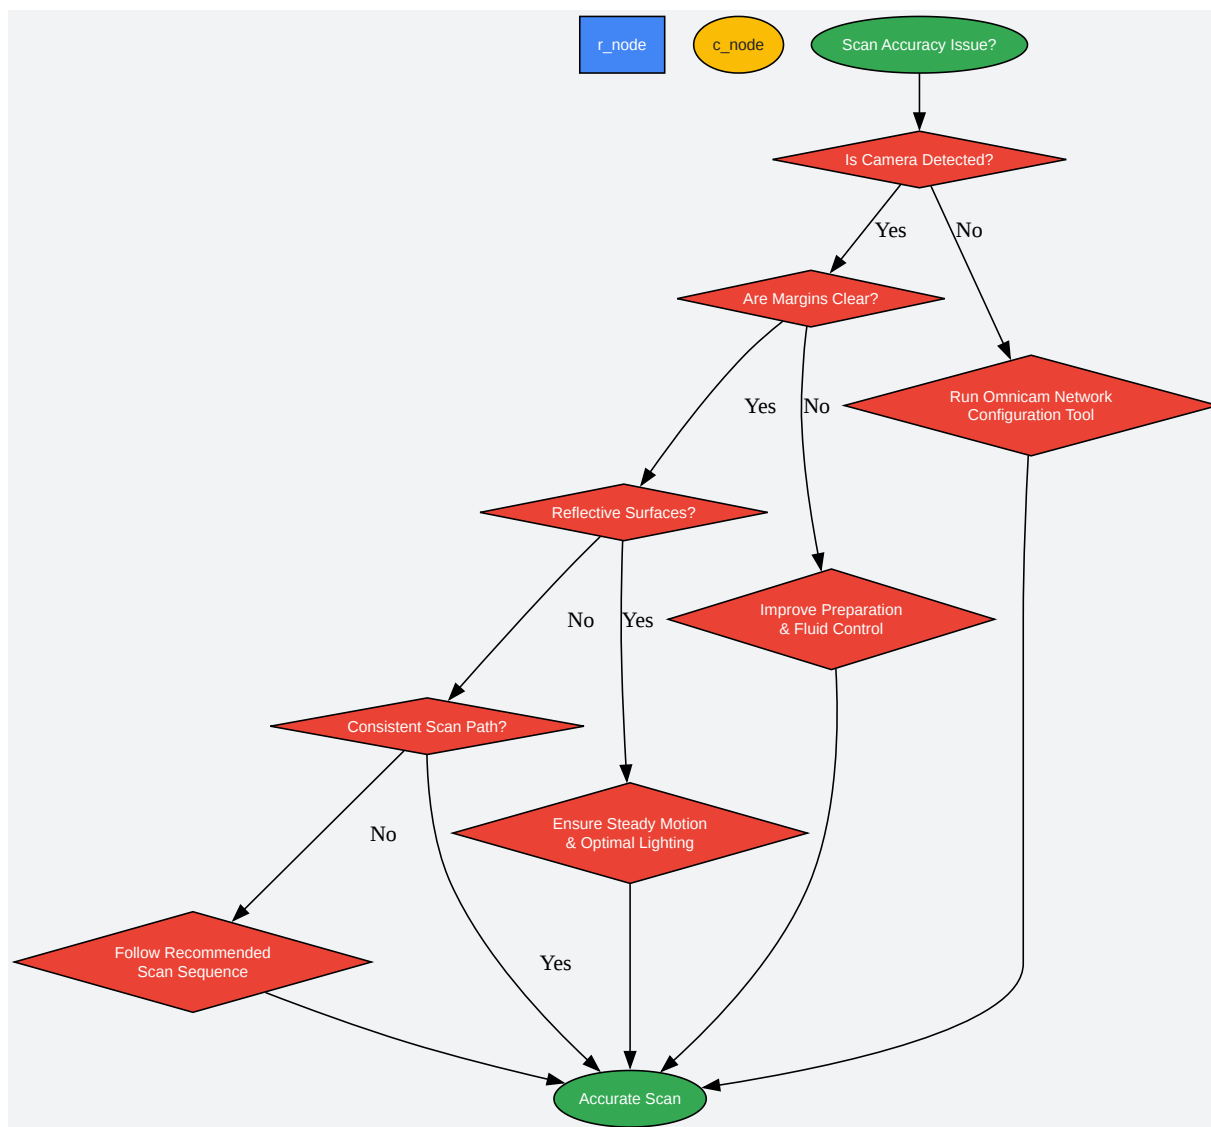 r_node
c_node
Scan Accuracy Issue?
Is Camera Detected?
Yes
No
Are Margins Clear?
Run Omnicam Network
Configuration Tool
Yes
No
Reflective Surfaces?
Improve Preparation
& Fluid Control
No
Yes
Consistent Scan Path?
Ensure Steady Motion
& Optimal Lighting
No
Follow Recommended
Scan Sequence
Yes
Accurate Scan